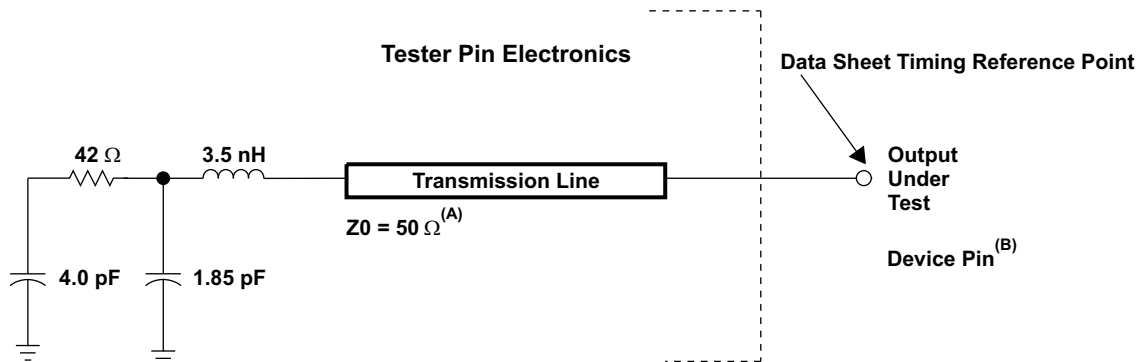 Tester Pin Electronics
Data Sheet Timing Reference Point
42 Ω
3.5 nH
Transmission Line
Output
Under
Test
Z0 = 50 Ω(A)
Device Pin(B)
4.0 pF
1.85 pF